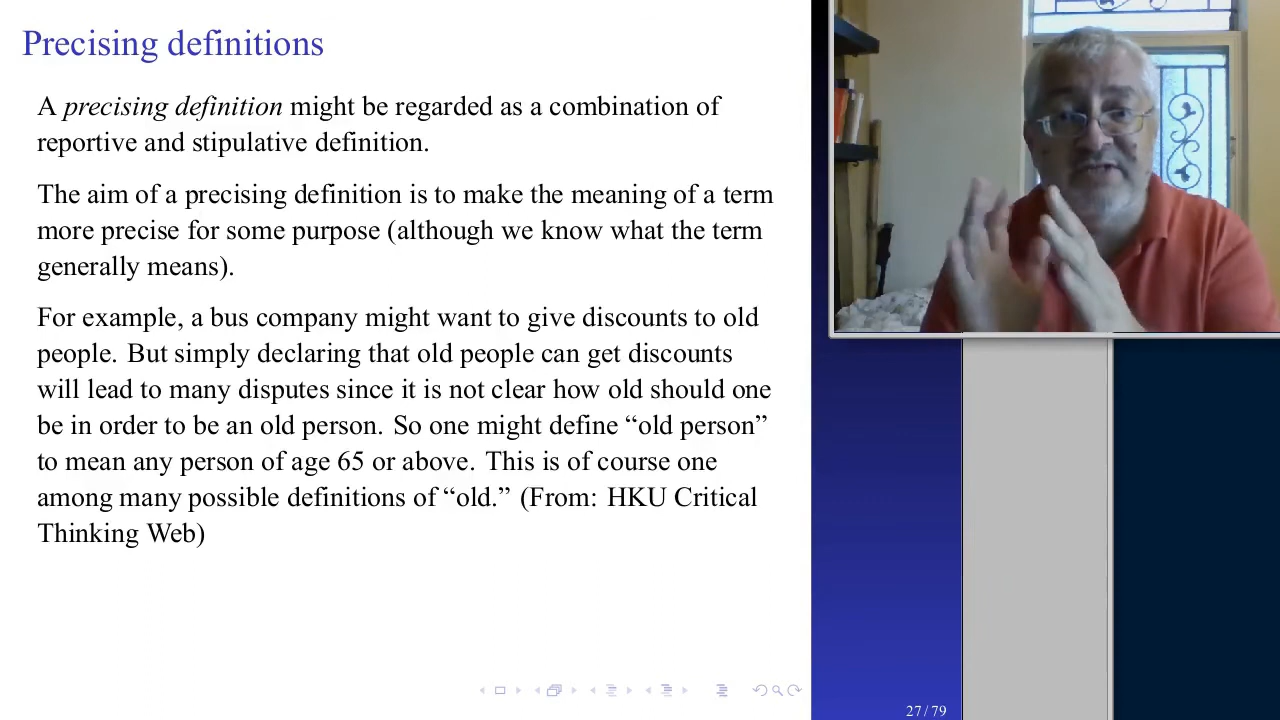 Precising definitions
A precising definition might be regarded as a combination of
reportive and stipulative definition.
The aim of a precising definition is to make the meaning of a term
more precise for some purpose (although we know what the term
generally means).
For example, a bus company might want to give discounts to old
people. But simply declaring that old people can get discounts
will lead to many disputes since it is not clear how old should one
be in order to be an old person. So one might define “old person”
to mean any person of age 65 or above. This is of course one
among many possible definitions of “old.” (From: HKU Critical
Thinking Web)
27 / 79